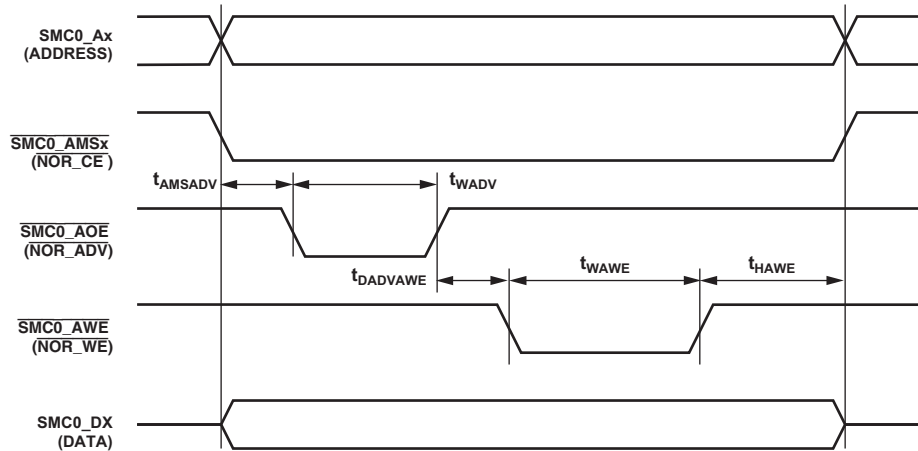 SMC0_Ax
(ADDRESS)
SMC0_AMSx
(NOR_CE )
tAMSADV
tWADV
SMC0_AOE
(NOR_ADV)
tDADVAWE
tWAWE
tHAWE
SMC0_AWE
(NOR_WE)
SMC0_DX
(DATA)